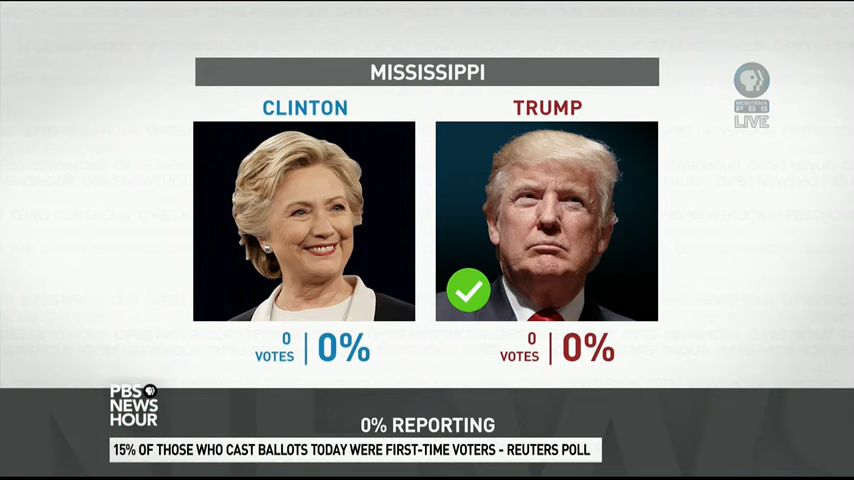 MISSISSIPPI
CLINTON
TRUMP
MONTANA
PBS
LIVE
0
VOTES
0%
0
VOTES
0%
PBS
NEWS
HOUR
0% REPORTING
15% OF THOSE WHO CAST BALLOTS TODAY WERE FIRST-TIME VOTERS - REUTERS POLL